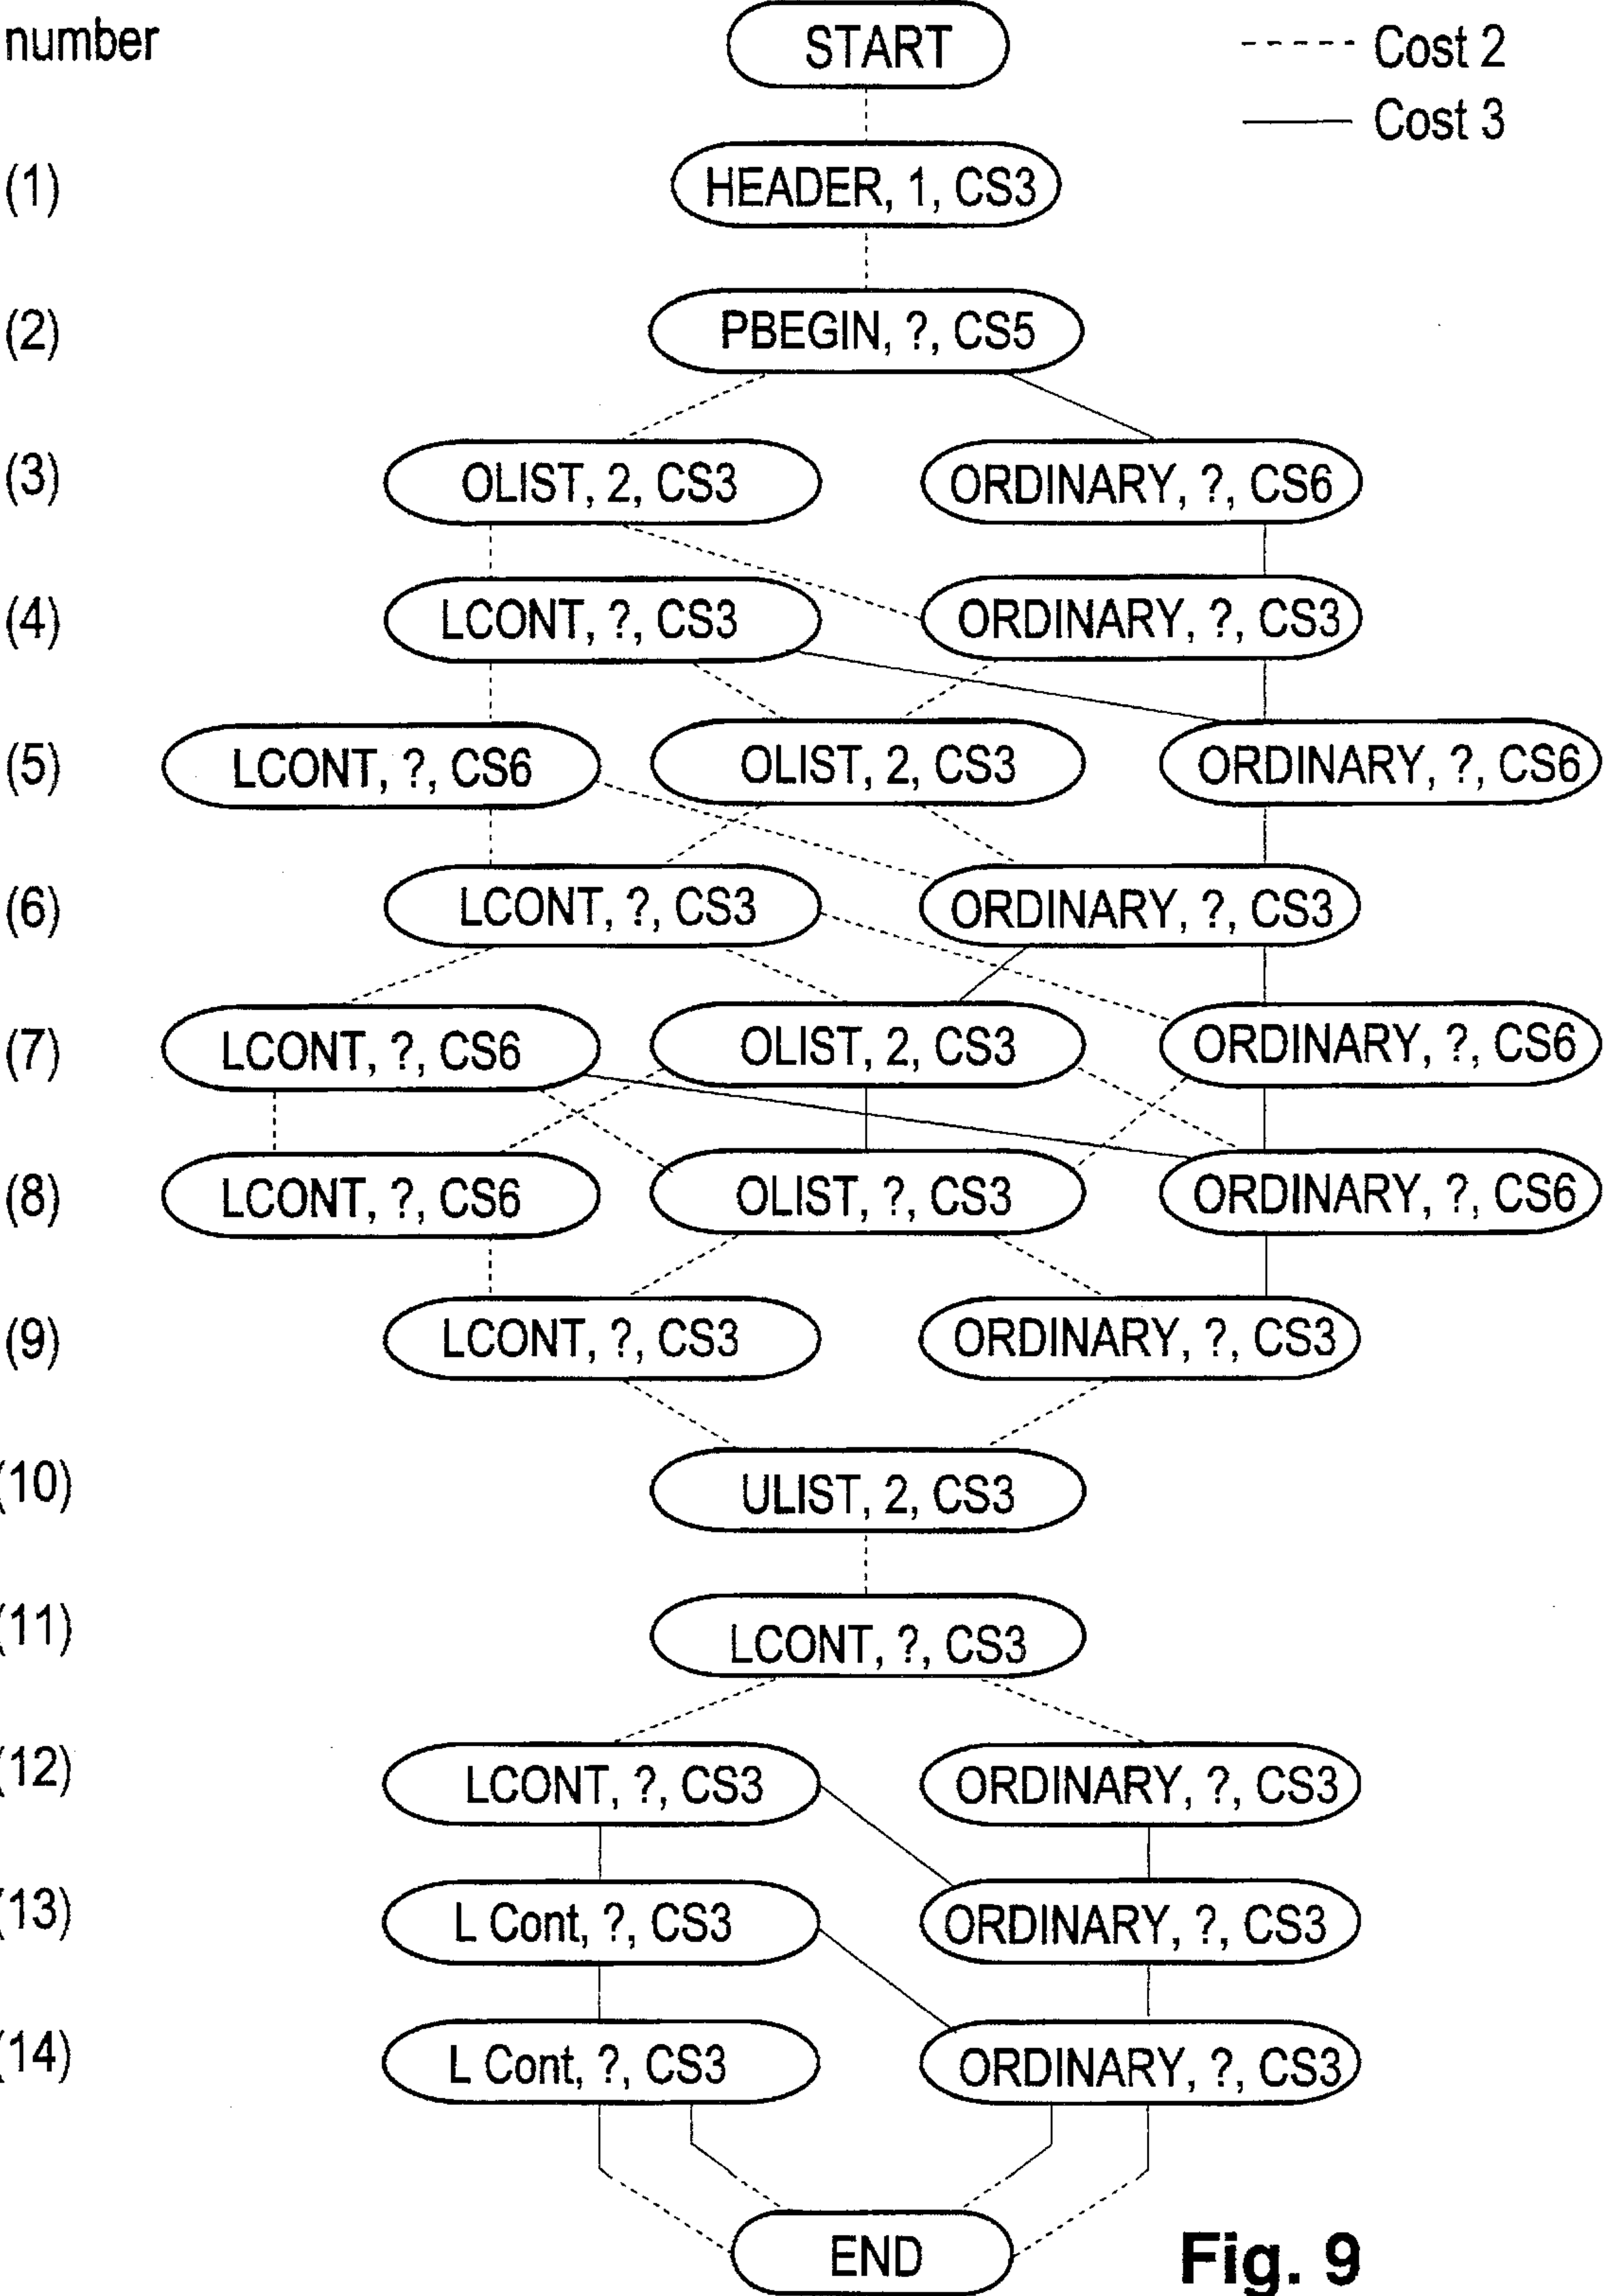 number
START
Cost 2
Cost 3
(1)
HEADER, 1, CS3
(2)
PBEGIN, ?, CS5
(3)
OLIST, 2, CS3
ORDINARY, ?, CS6
(4)
LCONT, ?, CS3
ORDINARY, ?, CS3
(5)
LCONT, ?, CS6
OLIST, 2, CS3
ORDINARY, ?, CS6
(6)
LCONT, ?, CS3
ORDINARY, ?, CS3
(7)
LCONT, ?, CS6
OLIST, 2, CS3
ORDINARY, ?, CS6
(8)
LCONT, ?, CS6
OLIST, ?, CS3
ORDINARY, ?, CS6
(9)
LCONT, ?, CS3
ORDINARY, ?, CS3
(10)
ULIST, 2, CS3
(11)
LCONT, ?, CS3
(12)
LCONT, ?, CS3
ORDINARY, ?, CS3
(13)
L Cont, ?, CS3
ORDINARY, ?, CS3
(14)
L Cont, ?, CS3
ORDINARY, ?, CS3
END
Fig. 9